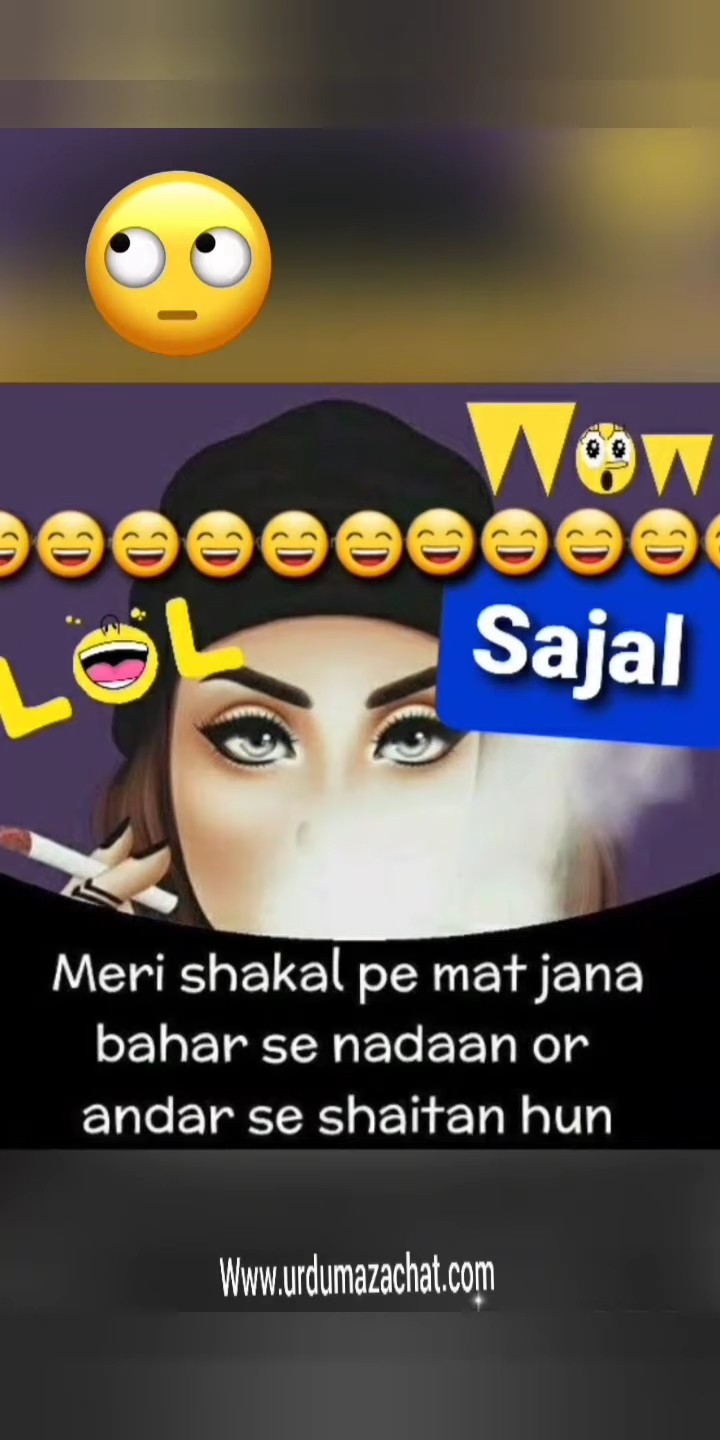 Wow
LOL
Sajal
Meri shakal pe mat jana
bahar se nadaan or
andar se shaitan hun
Www.urdumazachat.com